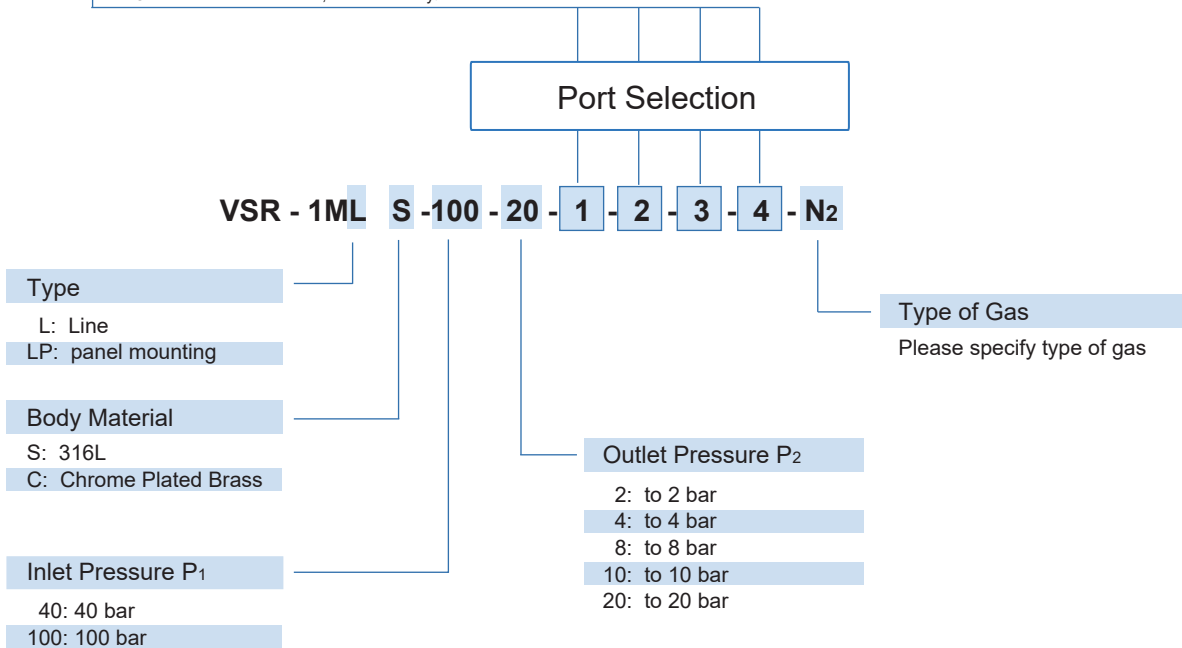 Port Selection
VSR - 1ML S -100 - 20 - 1 - 2 - 3 - 4 - N2
Type
L: Line
LP: panel mounting
Body Material
S: 316L
C: Chrome Plated Brass
Inlet Pressure P1
40: 40 bar
100: 100 bar
Outlet Pressure P2
2: to 2 bar
4: to 4 bar
8: to 8 bar
10: to 10 bar
20: to 20 bar
Type of Gas
Please specify type of gas